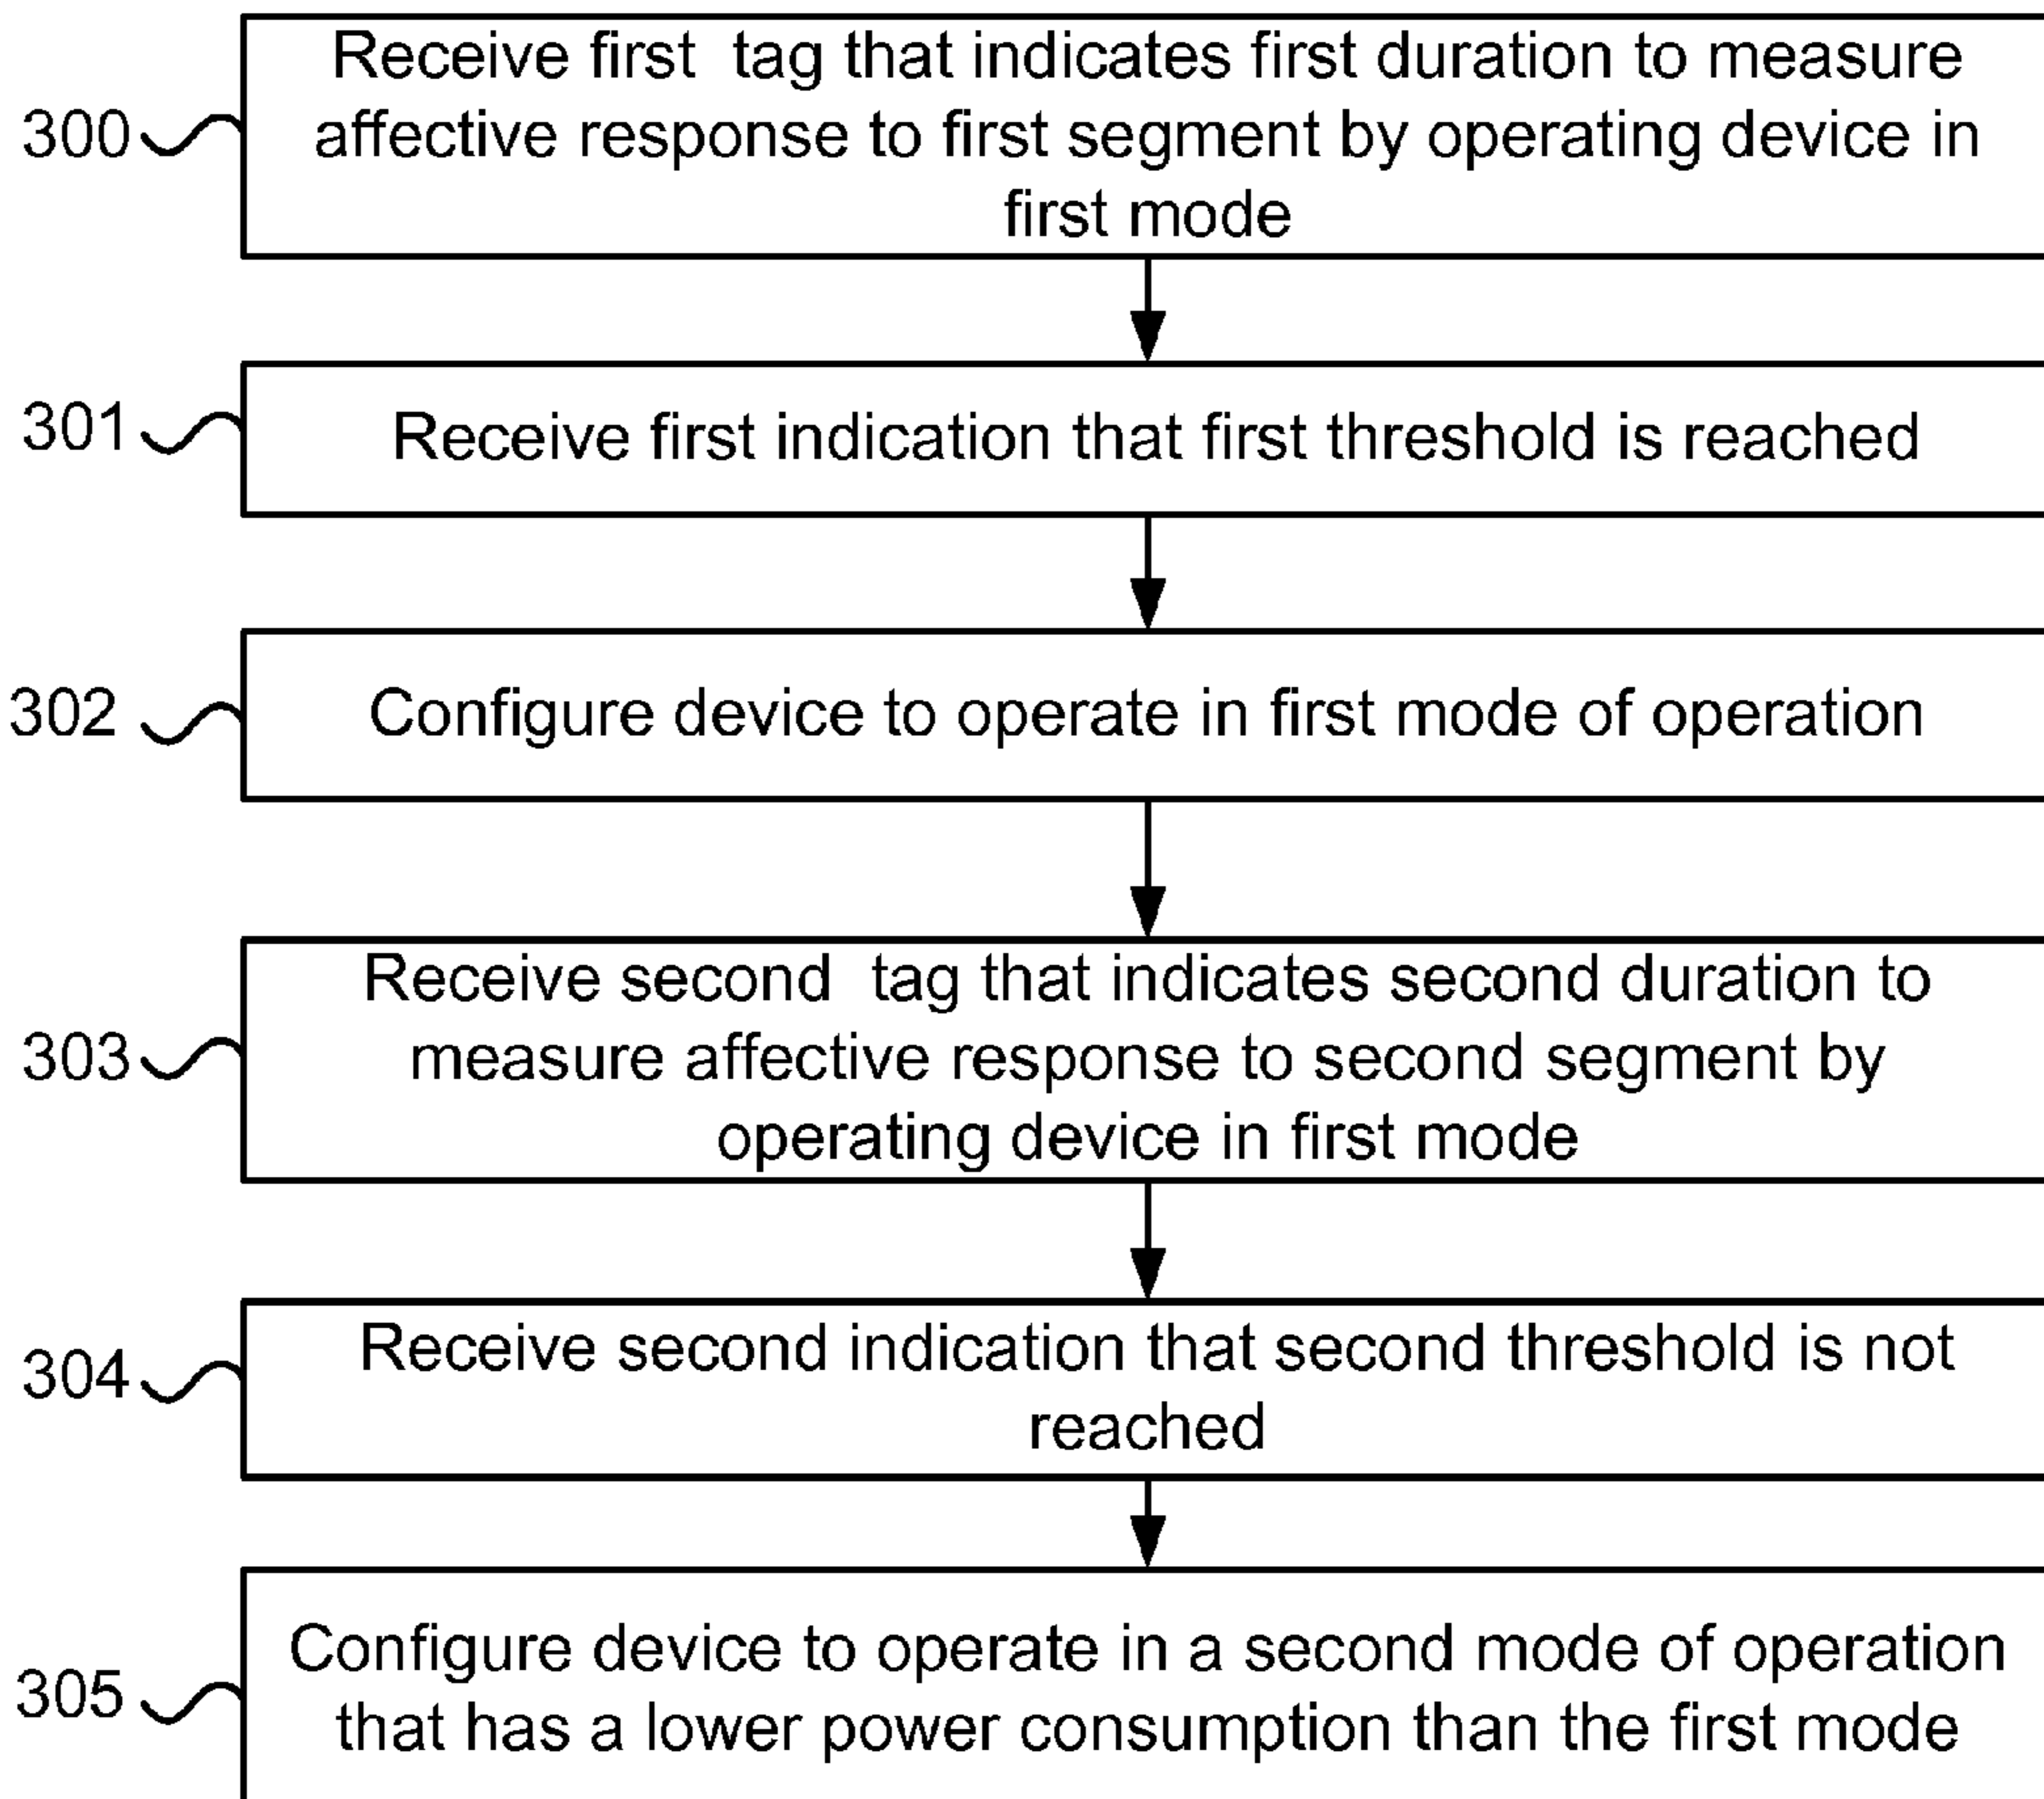 Receive first tag that indicates first duration to measure
300
affective response to first segment by operating device in
first mode
301
Receive first indication that first threshold is reached
302
Configure device to operate in first mode of operation
Receive second tag that indicates second duration to
303
measure affective response to second segment by
operating device in first mode
304
Receive second indication that second threshold is not
reached
305
Configure device to operate in a second mode of operation
that has a lower power consumption than the first mode